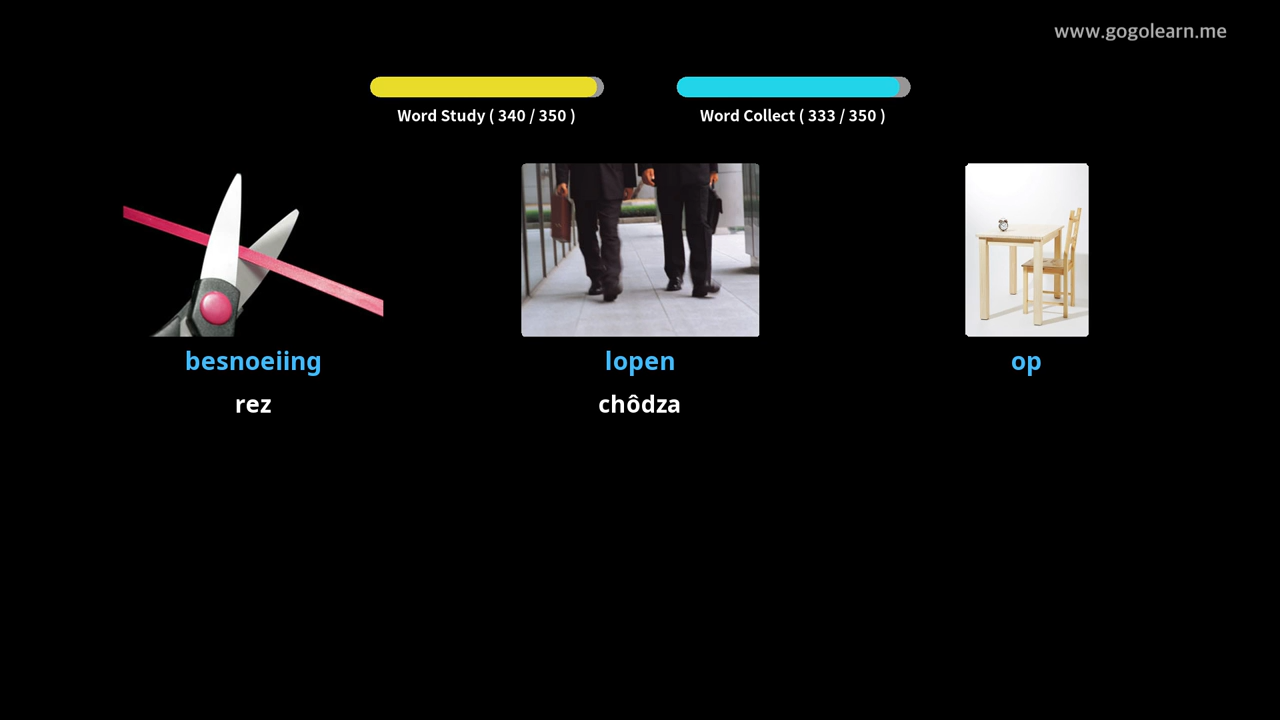 www.gogolearn.me
Word Study ( 340 / 350 )
Word Collect ( 333 / 350 )
besnoeiing
lopen
op
rez
chôdza